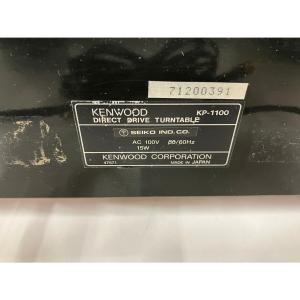 71200391
KENWOOD KP-1100
DIRECT DRIVE TURNTABLE
SEIKO IND. CO.
AC 100V 50/60Hz
15W
KENWOOD CORPORATION
47671 MADE IN JAPAN